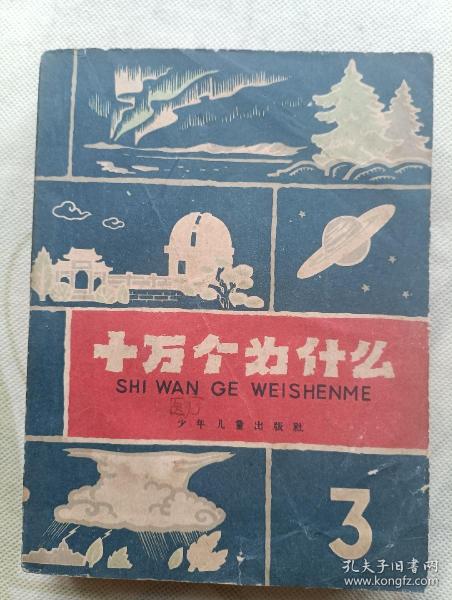 十万个为什么
SHI WAN GE WEISHENME
少年儿童出版社
3
孔夫子旧书网
www.kongfz.com